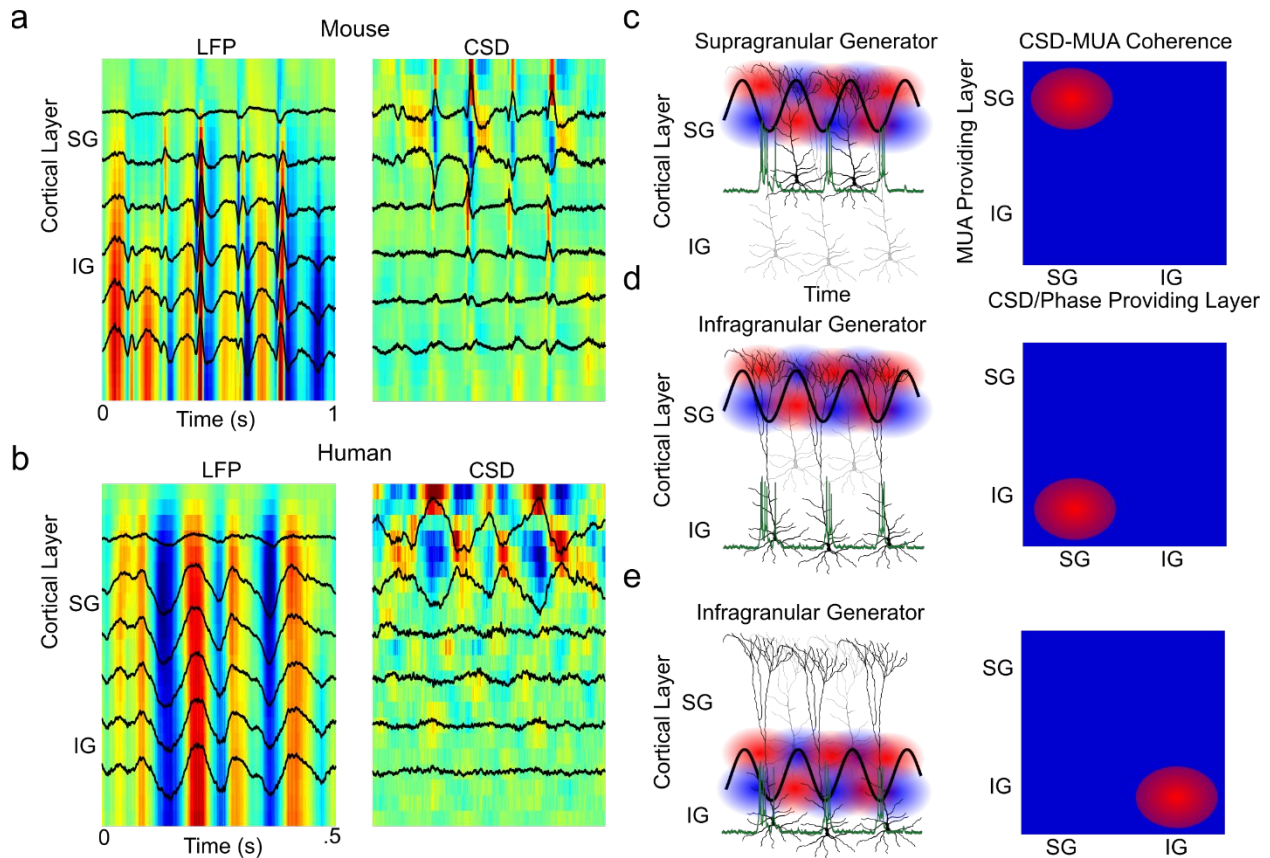 a
Mouse
LFP
CSD
Cortical Layer
SG
IG
0
Time (s)
1
b
Human
LFP
CSD
Cortical Layer
SG
IG
0
Time (s)
.5
c
Supragranular Generator
Cortical Layer
SG
IG
Time
CSD-MUA Coherence
MUA Providing Layer
SG
IG
SG
IG
CSD/Phase Providing Layer
d
Infragranular Generator
Cortical Layer
SG
IG
SG
IG
SG
IG
e
Infragranular Generator
Cortical Layer
SG
IG
SG
IG
SG
IG